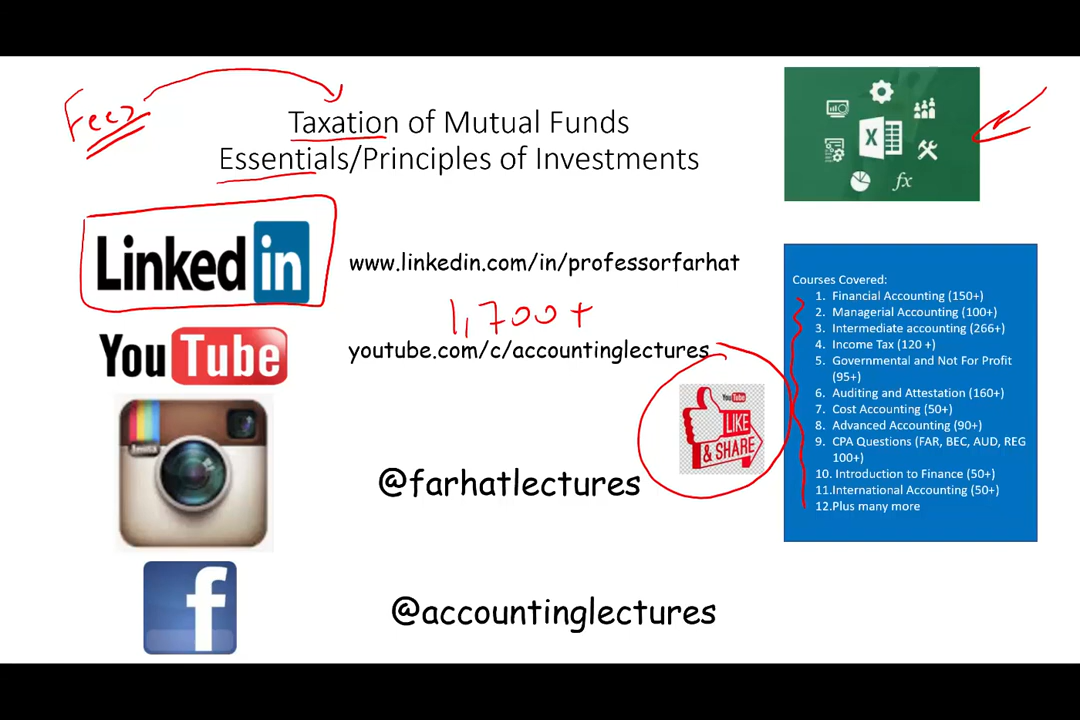 Fees
Taxation of Mutual Funds
Essentials/Principles of Investments
X
fx
Linked in
www.linkedin.com/in/professorfarhat
1,700+
You Tube
youtube.com/c/accountinglectures
YouTube
LIKE
& SHARE
@farhatlectures
f
@accountinglectures
Courses Covered:
1. Financial Accounting (150+)
2. Managerial Accounting (100+)
3. Intermediate accounting (266+)
4. Income Tax (120 +)
5. Governmental and Not For Profit
(95+)
6. Auditing and Attestation (160+)
7. Cost Accounting (50+)
8. Advanced Accounting (90+)
9. CPA Questions (FAR, BEC, AUD, REG
100+)
10. Introduction to Finance (50+)
11.International Accounting (50+)
12.Plus many more